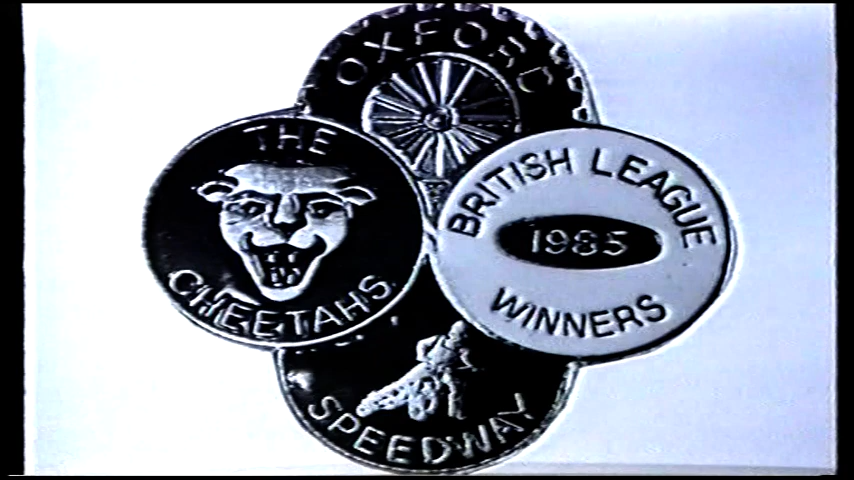 OXFORD
THE
CHEETAHS
BRITISH LEAGUE
1985
WINNERS
SPEEDWAY